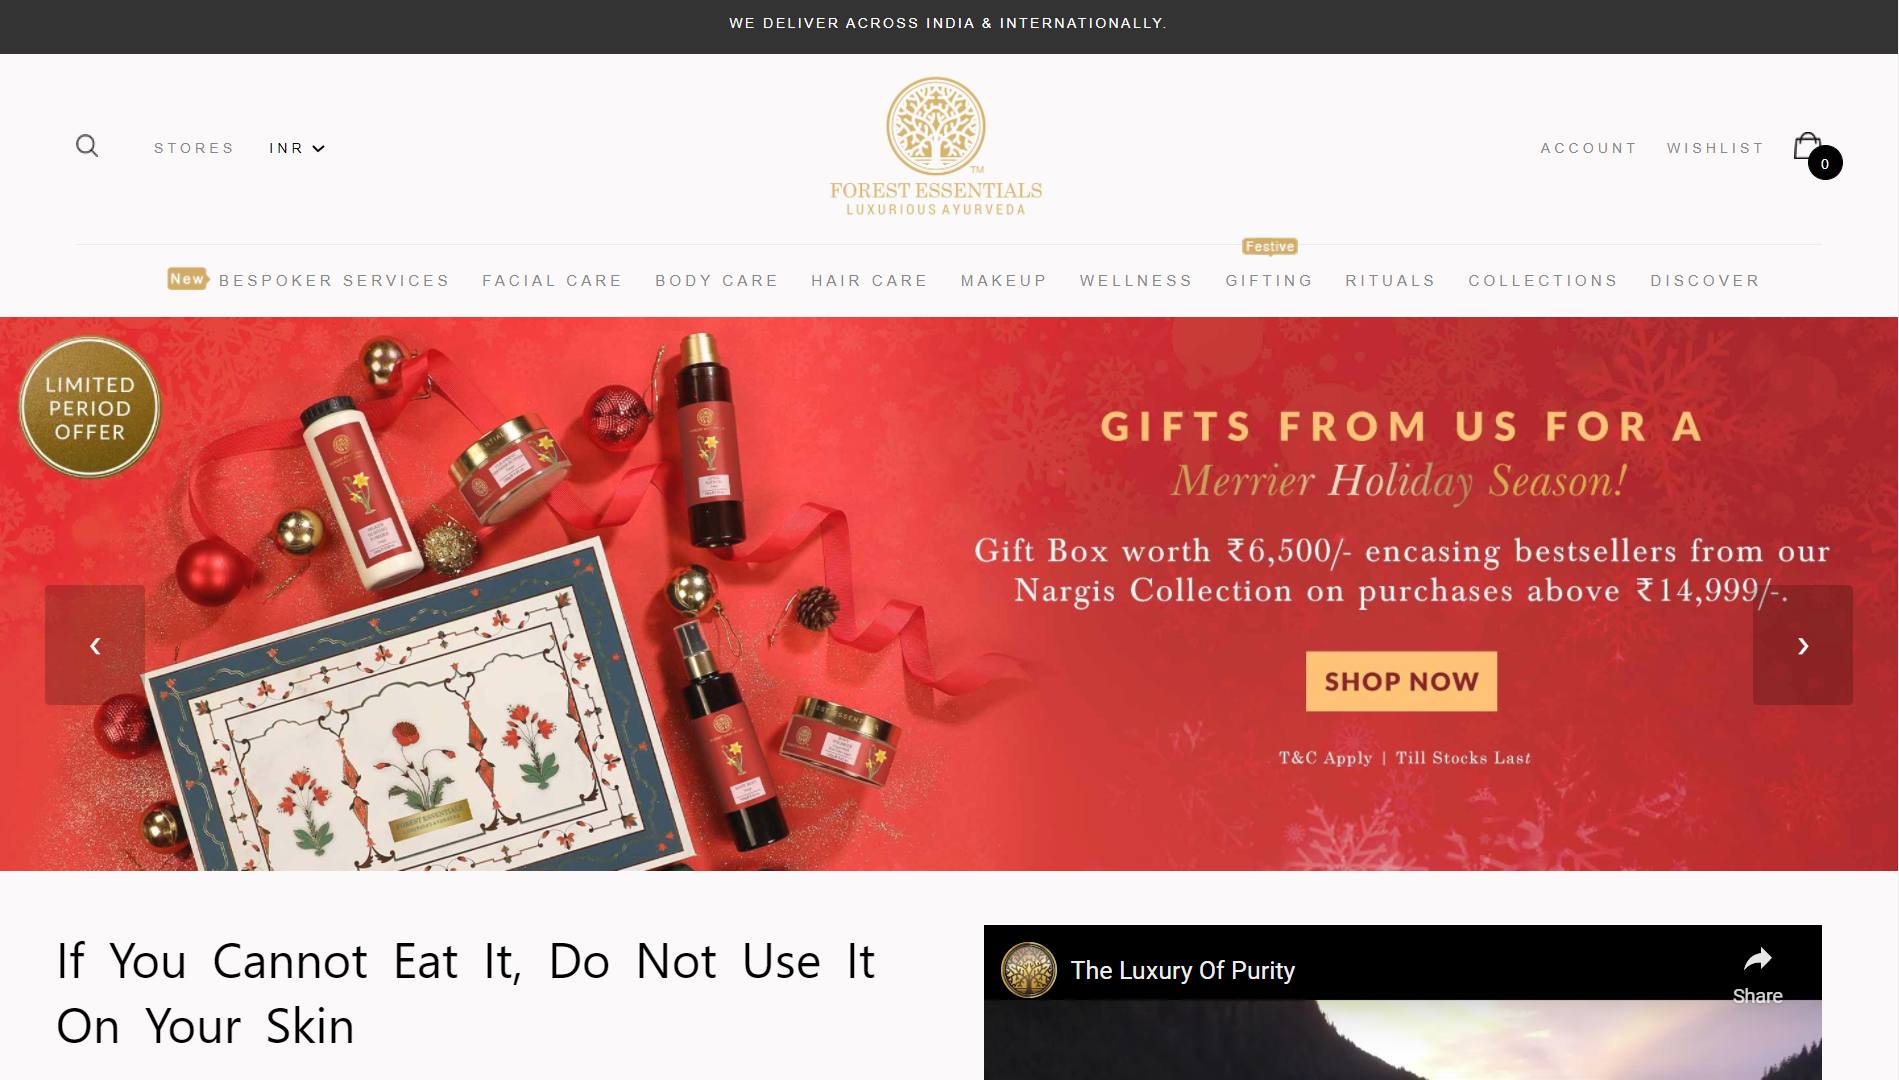 WE DELIVER ACROSS INDIA & INTERNATIONALLY.
STORES INR
TM
FOREST ESSENTIALS
LUXURIOUS AYURVEDA
ACCOUNT WISHLIST 0
Festive
New BESPOKER SERVICES FACIAL CARE BODY CARE HAIR CARE MAKEUP WELLNESS GIFTING RITUALS COLLECTIONS DISCOVER
LIMITED
PERIOD
OFFER
GIFTS FROM US FOR A
Merrier Holiday Season!
Gift Box worth ₹6,500/- encasing bestsellers from our
Nargis Collection on purchases above ₹14,999/-.
SHOP NOW
T&C Apply | Till Stocks Last
FOREST ESSENTIALS
If You Cannot Eat It, Do Not Use It
On Your Skin
The Luxury Of Purity
Share